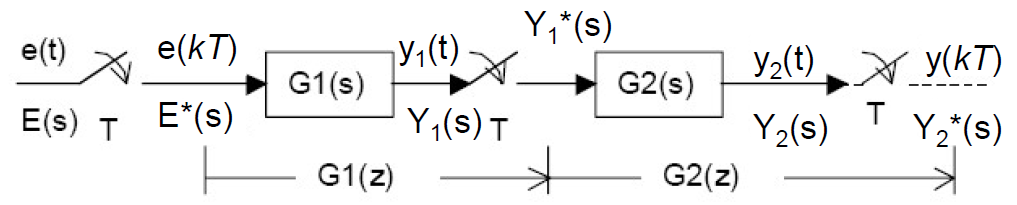 e(t) e(kT) y₁(t) Y₁*(s) y₂(t) y(kT)
G1(s) G2(s)
E(s) T E*(s) Y₁(s) T Y₂(s) T Y₂*(s)
G1(z) G2(z)